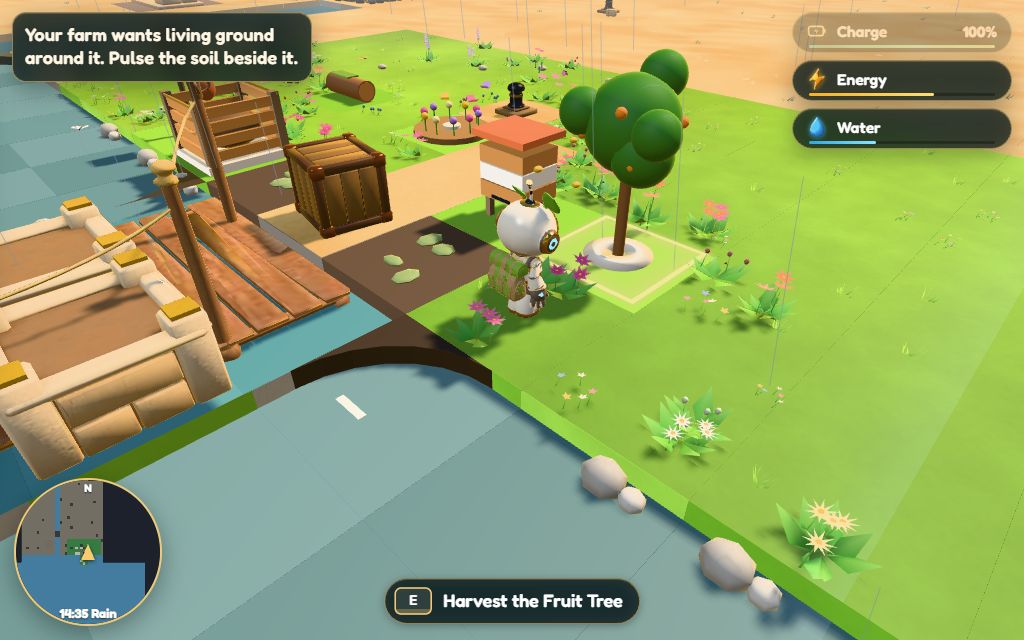 Your farm wants living ground
around it. Pulse the soil beside it.
Charge 100%
Energy
Water
N
14:35 Rain
E Harvest the Fruit Tree